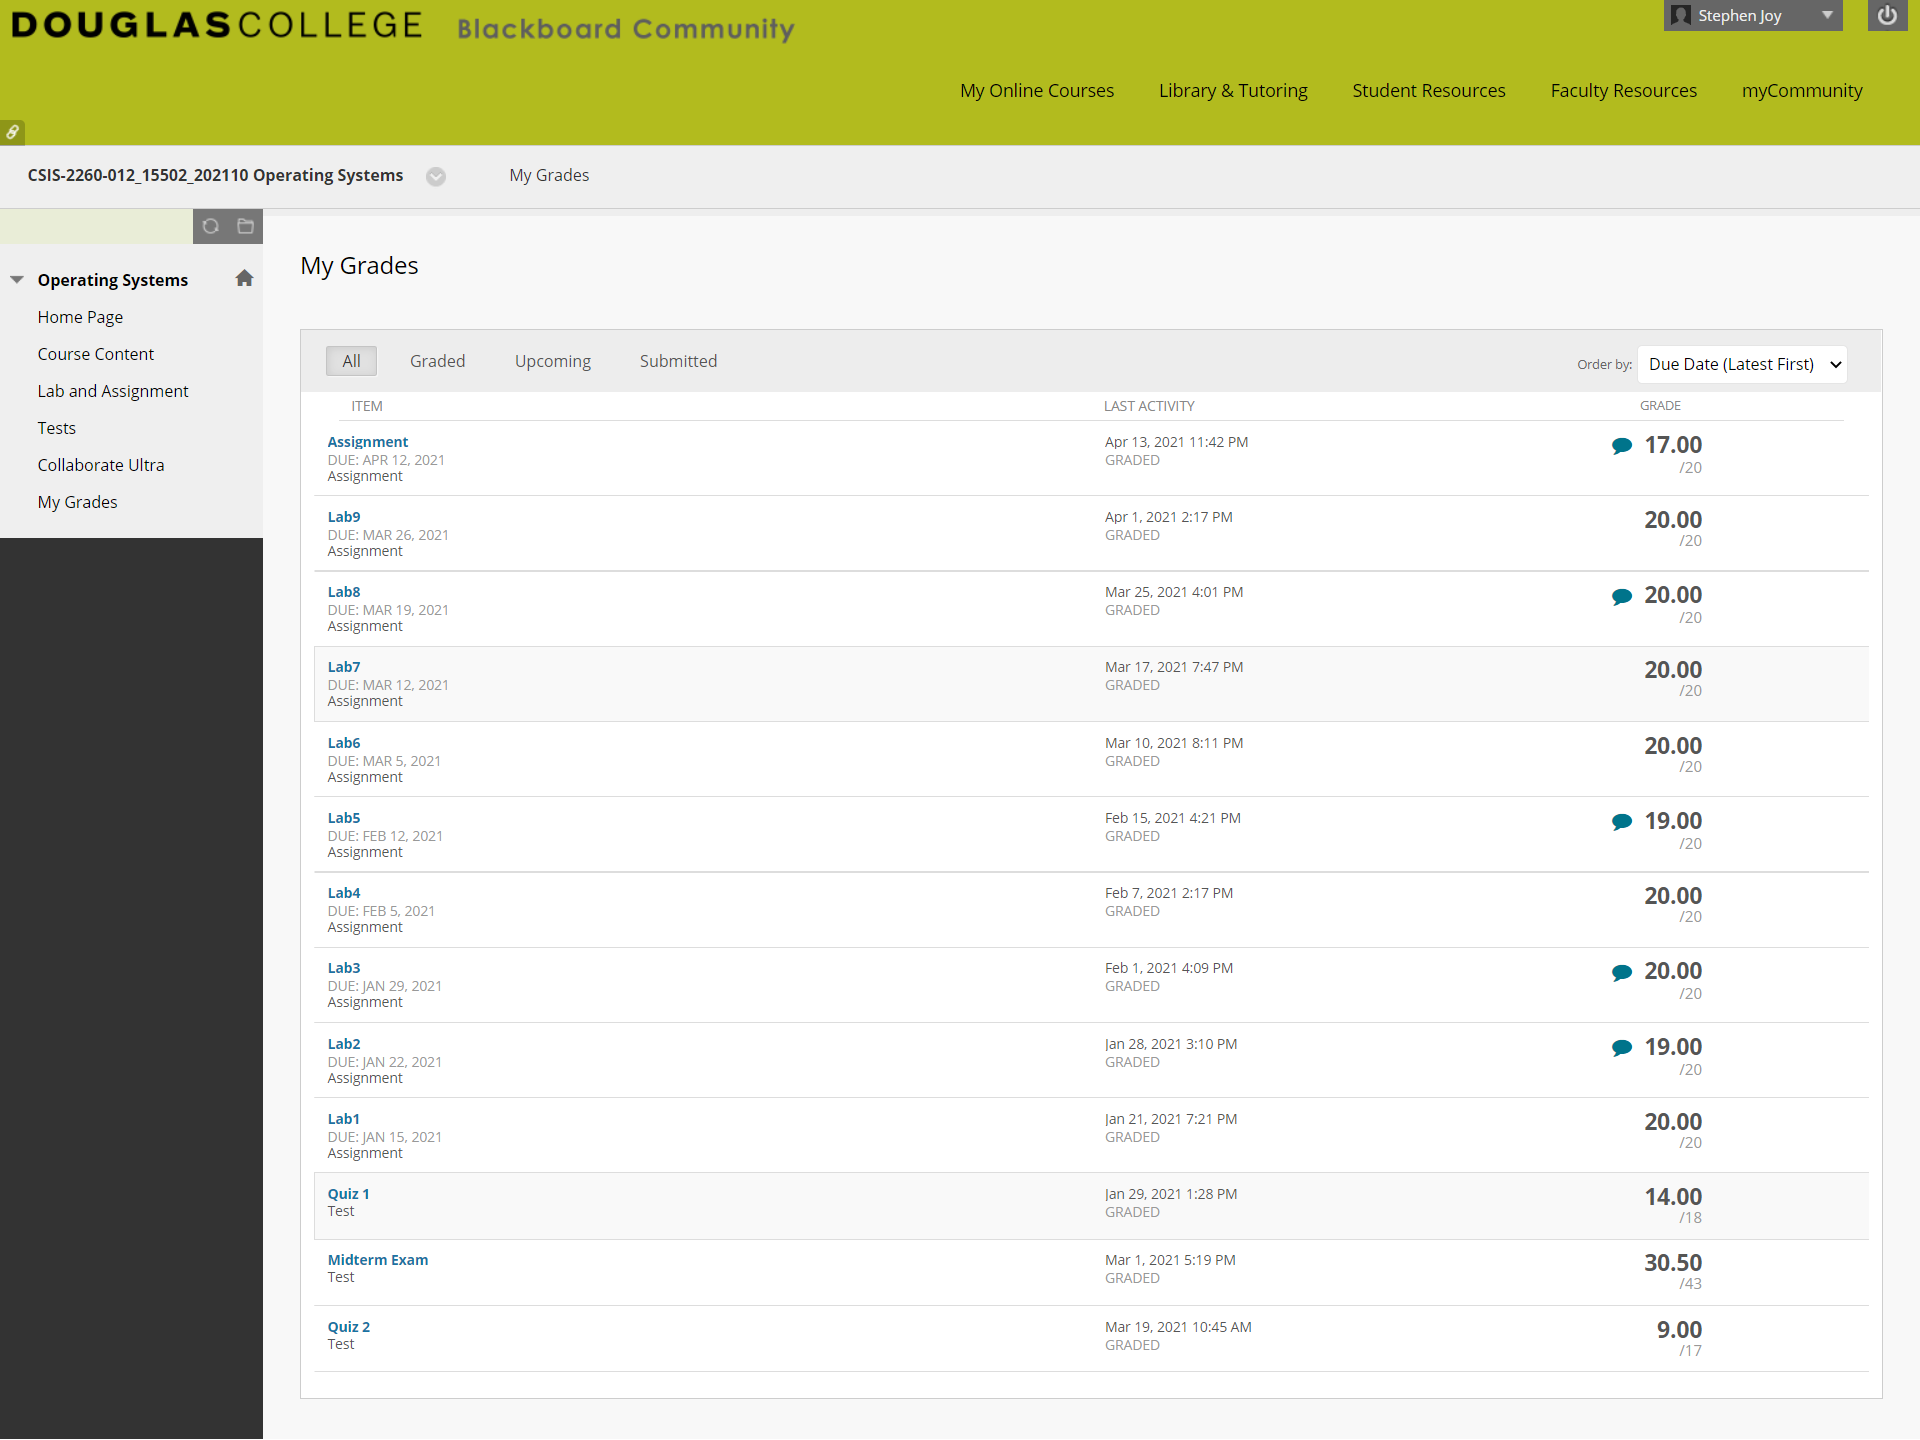 DOUGLASCOLLEGE Blackboard Community
Stephen Joy
My Online Courses Library & Tutoring Student Resources Faculty Resources myCommunity
CSIS-2260-012_15502_202110 Operating Systems My Grades
Operating Systems
Home Page
Course Content
Lab and Assignment
Tests
Collaborate Ultra
My Grades
My Grades
All Graded Upcoming Submitted Order by: Due Date (Latest First)
ITEM LAST ACTIVITY GRADE
Assignment Apr 13, 2021 11:42 PM 17.00
DUE: APR 12, 2021 GRADED /20
Assignment
Lab9 Apr 1, 2021 2:17 PM 20.00
DUE: MAR 26, 2021 GRADED /20
Assignment
Lab8 Mar 25, 2021 4:01 PM 20.00
DUE: MAR 19, 2021 GRADED /20
Assignment
Lab7 Mar 17, 2021 7:47 PM 20.00
DUE: MAR 12, 2021 GRADED /20
Assignment
Lab6 Mar 10, 2021 8:11 PM 20.00
DUE: MAR 5, 2021 GRADED /20
Assignment
Lab5 Feb 15, 2021 4:21 PM 19.00
DUE: FEB 12, 2021 GRADED /20
Assignment
Lab4 Feb 7, 2021 2:17 PM 20.00
DUE: FEB 5, 2021 GRADED /20
Assignment
Lab3 Feb 1, 2021 4:09 PM 20.00
DUE: JAN 29, 2021 GRADED /20
Assignment
Lab2 Jan 28, 2021 3:10 PM 19.00
DUE: JAN 22, 2021 GRADED /20
Assignment
Lab1 Jan 21, 2021 7:21 PM 20.00
DUE: JAN 15, 2021 GRADED /20
Assignment
Quiz 1 Jan 29, 2021 1:28 PM 14.00
Test GRADED /18
Midterm Exam Mar 1, 2021 5:19 PM 30.50
Test GRADED /43
Quiz 2 Mar 19, 2021 10:45 AM 9.00
Test GRADED /17